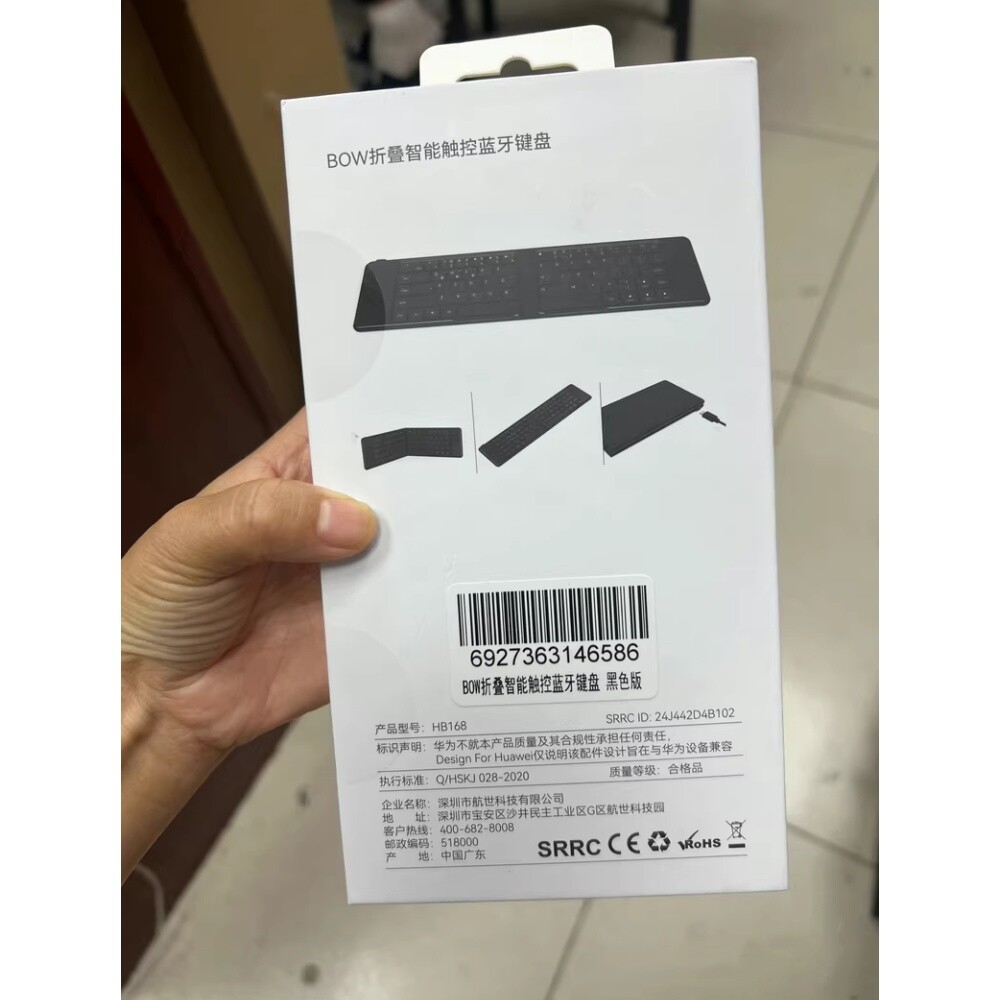 BOW折叠智能触控蓝牙键盘
6927363146586
BOW折叠智能触控蓝牙键盘 黑色版
产品型号: HB168 SRRC ID: 24J442D4B102
标识声明: 华为不就本产品质量及其合规性承担任何责任,
Design For Huawei仅说明该配件设计旨在与华为设备兼容
执行标准: Q/HSKJ 028-2020 质量等级: 合格品
企业名称: 深圳市航世科技有限公司
地 址: 深圳市宝安区沙井民主工业区G区航世科技园
客户热线: 400-682-8008
邮政编码: 518000
产 地: 中国广东
SRRC CE RoHS